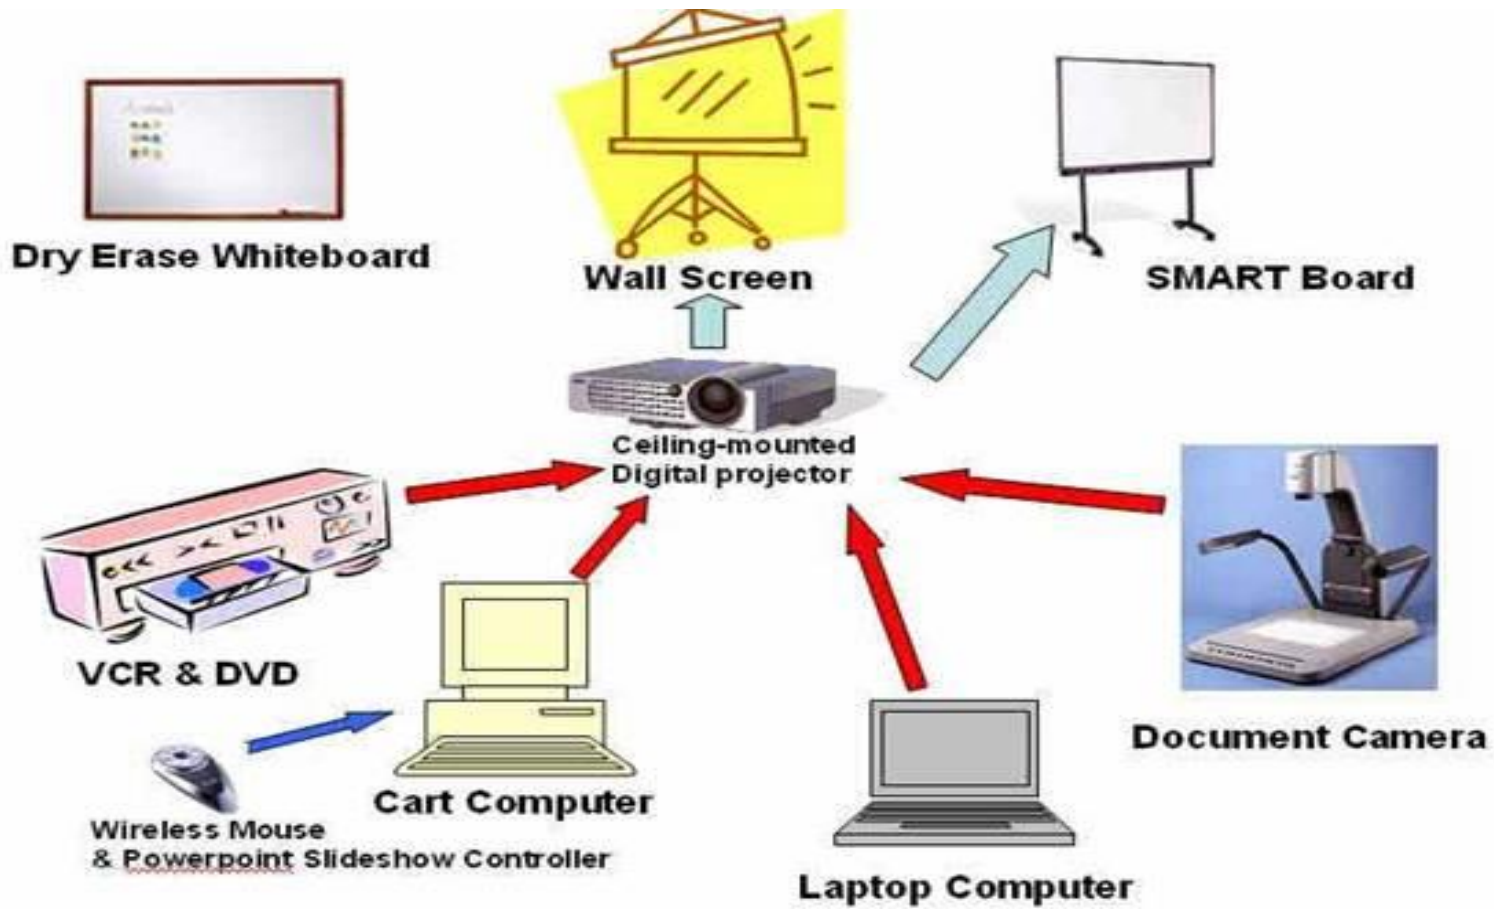 Dry Erase Whiteboard
Wall Screen
SMART Board
Ceiling-mounted
Digital projector
VCR & DVD
Document Camera
Cart Computer
Wireless Mouse
& Powerpoint Slideshow Controller
Laptop Computer